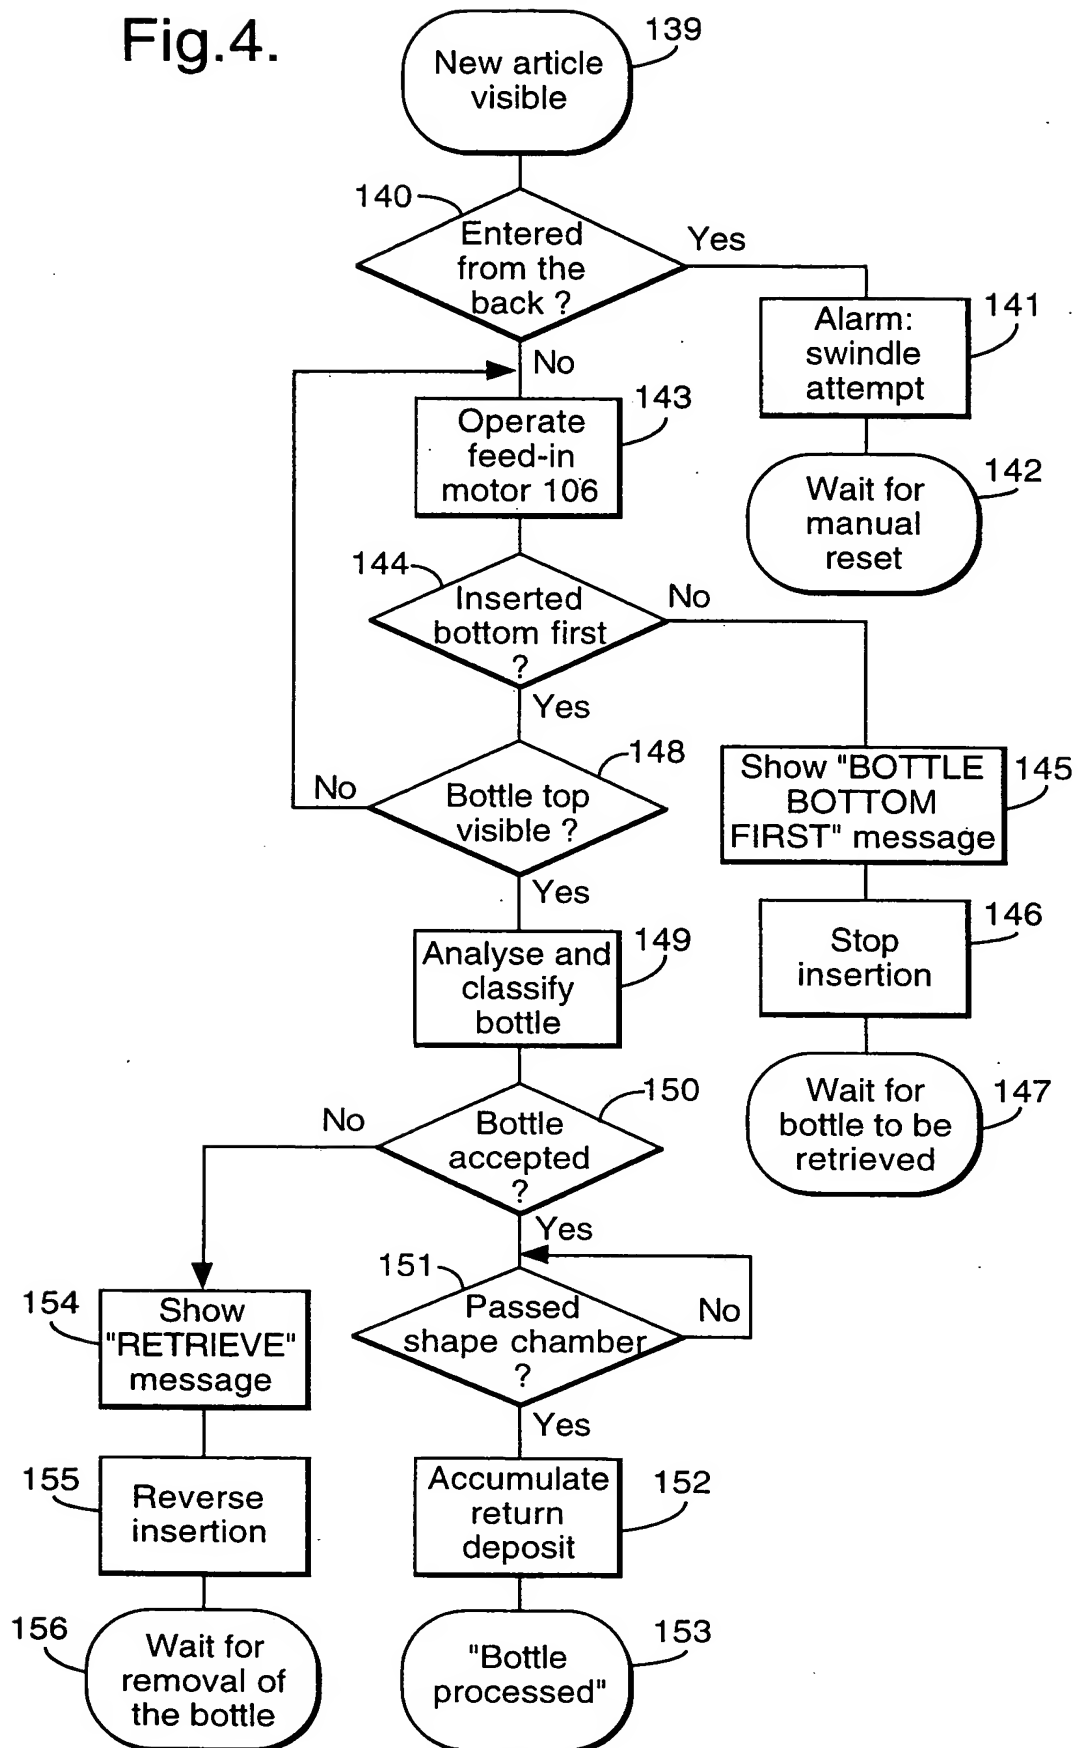 Fig.4.
139
New article
visible
140
Entered
from the
back ?
Yes
No
141
Alarm:
swindle
attempt
142
Wait for
manual
reset
143
Operate
feed-in
motor 106
144
Inserted
bottom first
?
No
Yes
145
Show "BOTTLE
BOTTOM
FIRST" message
146
Stop
insertion
147
Wait for
bottle to be
retrieved
148
Bottle top
visible ?
No
Yes
149
Analyse and
classify
bottle
150
Bottle
accepted
?
No
Yes
151
Passed
shape chamber
?
No
Yes
152
Accumulate
return
deposit
153
"Bottle
processed"
154
Show
"RETRIEVE"
message
155
Reverse
insertion
156
Wait for
removal of
the bottle